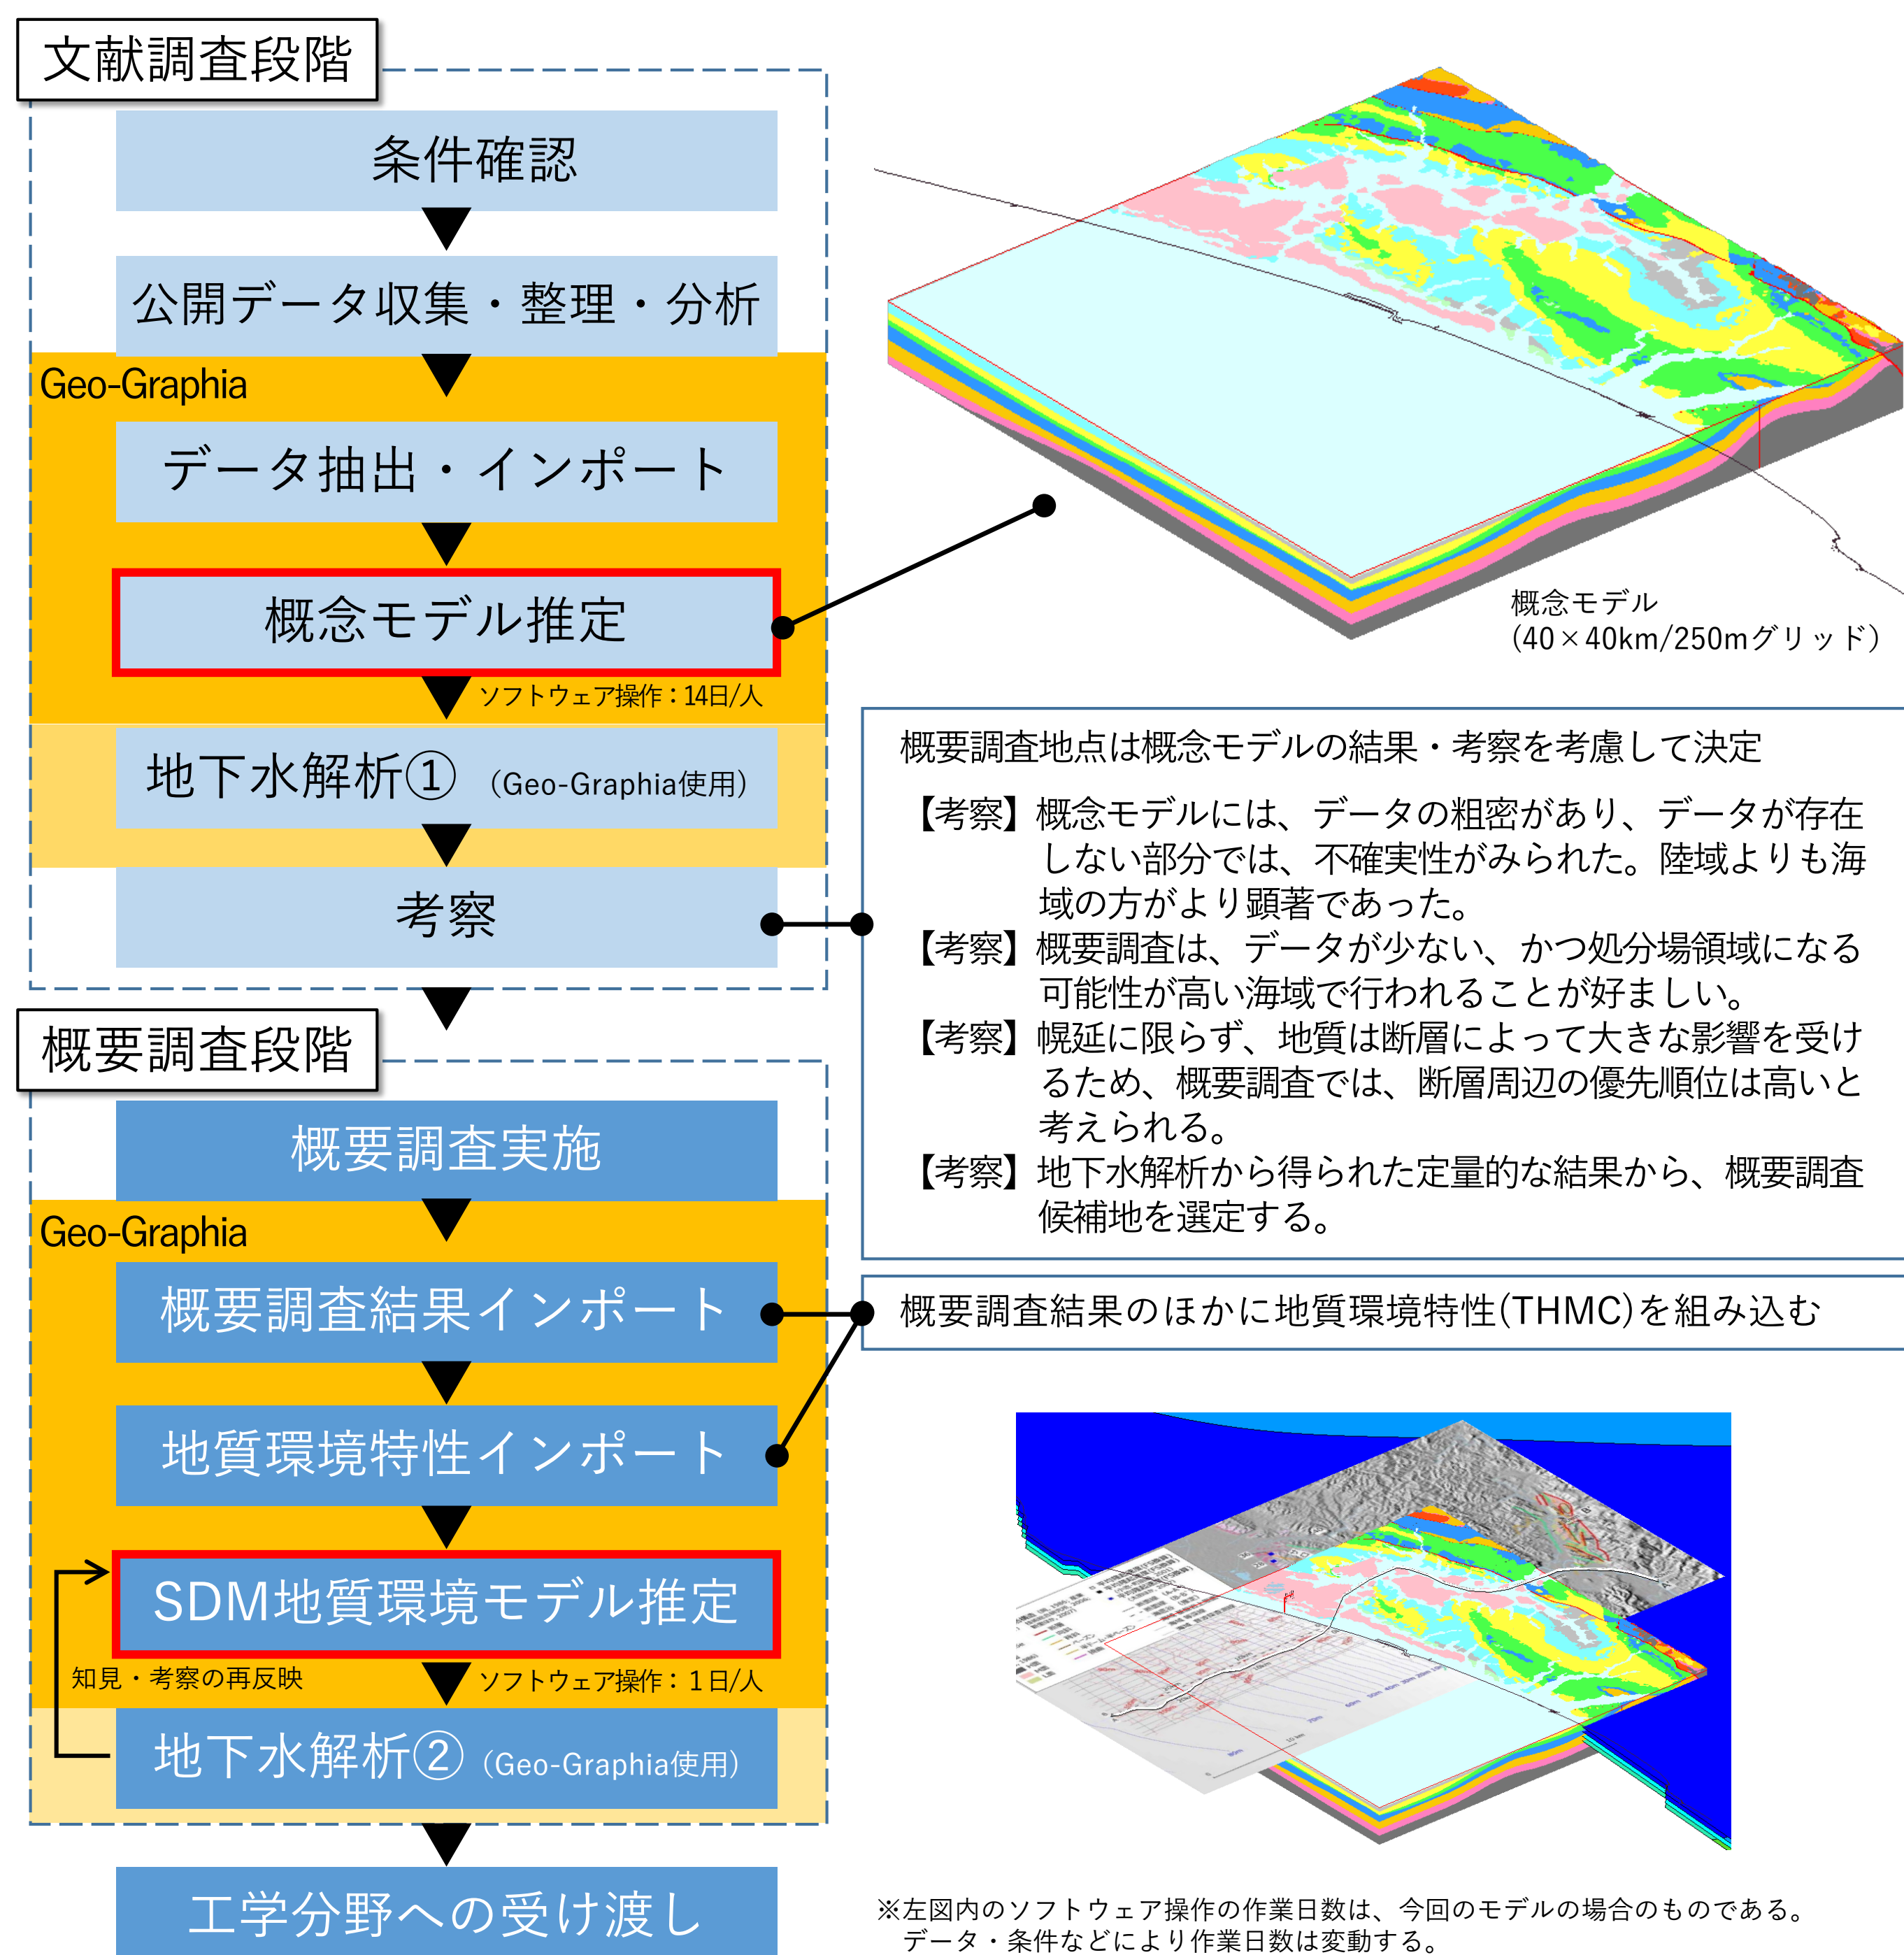 文献調査段階
条件確認
公開データ収集・整理・分析
Geo-Graphia
データ抽出・インポート
概念モデル推定
ソフトウェア操作：14日/人
地下水解析① （Geo-Graphia使用）
考察
概念モデル
(40×40km/250mグリッド）
概要調査地点は概念モデルの結果・考察を考慮して決定
【考察】概念モデルには、データの粗密があり、データが存在
しない部分では、不確実性がみられた。陸域よりも海
域の方がより顕著であった。
【考察】概要調査は、データが少ない、かつ処分場領域になる
可能性が高い海域で行われることが好ましい。
【考察】幌延に限らず、地質は断層によって大きな影響を受け
るため、概要調査では、断層周辺の優先順位は高いと
考えられる。
【考察】地下水解析から得られた定量的な結果から、概要調査
候補地を選定する。
概要調査段階
概要調査実施
Geo-Graphia
概要調査結果インポート
地質環境特性インポート
概要調査結果のほかに地質環境特性(THMC)を組み込む
SDM地質環境モデル推定
知見・考察の再反映
ソフトウェア操作：１日/人
地下水解析②（Geo-Graphia使用）
工学分野への受け渡し
※左図内のソフトウェア操作の作業日数は、今回のモデルの場合のものである。
データ・条件などにより作業日数は変動する。